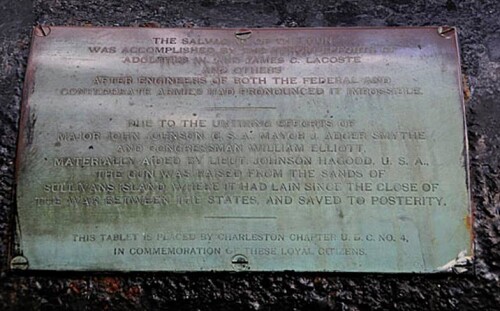 THE SALVAGE OF THIS GUN
WAS ACCOMPLISHED BY THE
ADOLPHUS W. AND JAMES C. LACOSTE
AND OTHERS
AFTER ENGINEERS OF BOTH THE FEDERAL AND
CONFEDERATE ARMIES HAD PRONOUNCED IT IMPOSSIBLE.
DUE TO THE UNTIRING EFFORTS OF
MAJOR JOHN JOHNSON C. S. A. MAYOR J. ADGER SMYTHE
AND CONGRESSMAN WILLIAM ELLIOTT,
MATERIALLY AIDED BY LIEUT. JOHNSON HAGOOD, U. S. A.,
THE GUN WAS RAISED FROM THE SANDS OF
SULLIVANS ISLAND, WHERE IT HAD LAIN SINCE THE CLOSE OF
THE WAR BETWEEN THE STATES, AND SAVED TO POSTERITY.
THIS TABLET IS PLACED BY CHARLESTON CHAPTER U. D. C. NO. 4,
IN COMMEMORATION OF THESE LOYAL CITIZENS.